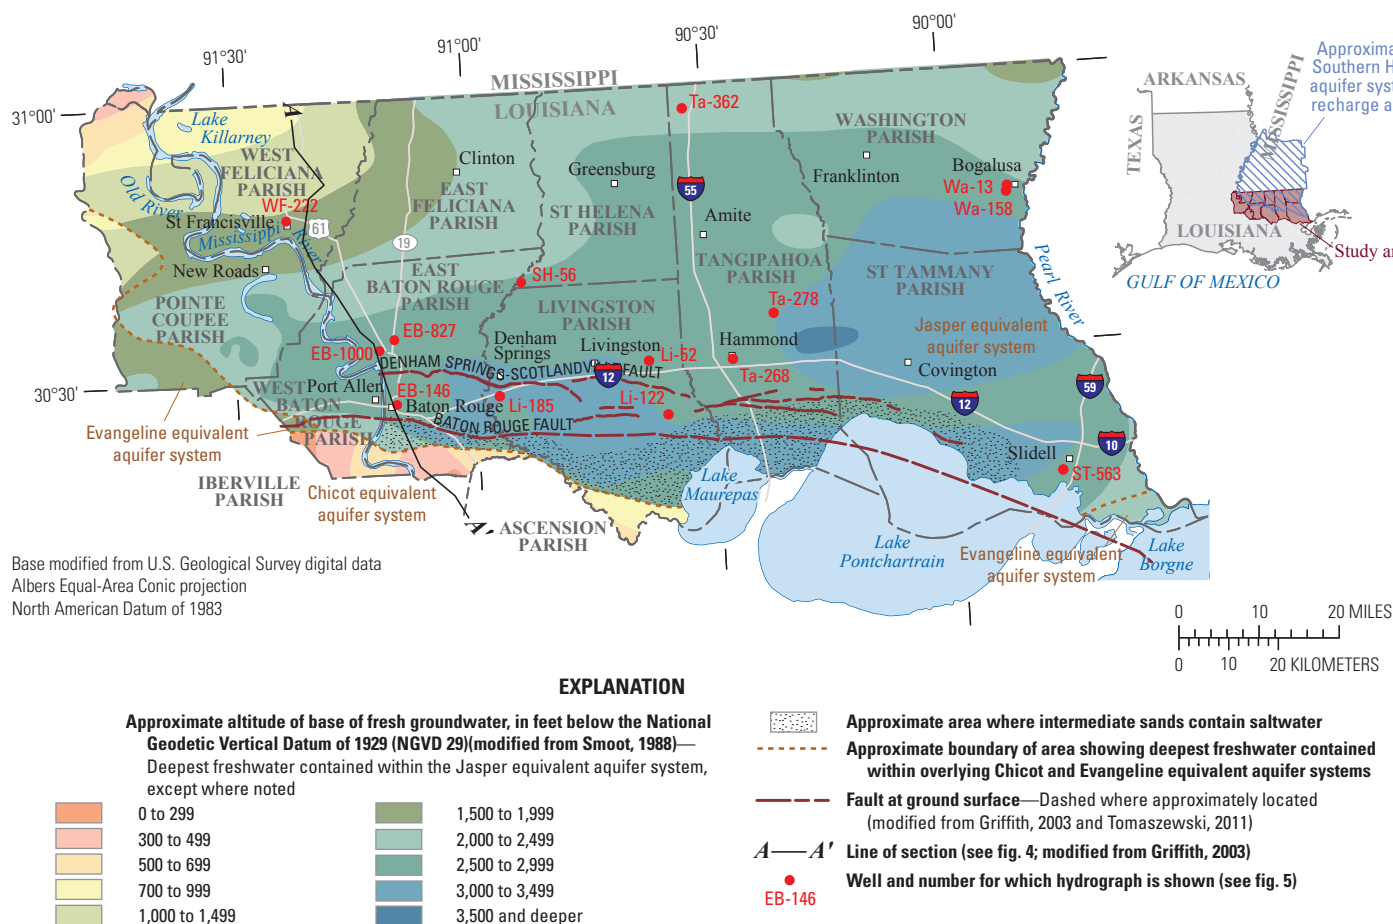 91°30'
91°00'
90°30'
90°00'
31°00'
30°30'
MISSISSIPPI
LOUISIANA
A
Lake
Killarney
WEST
FELICIANA
PARISH
WF-222
Old River
St Francisville
Mississippi
River
New Roads
61
19
Clinton
EAST
FELICIANA
PARISH
Greensburg
ST HELENA
PARISH
Ta-362
55
Amite
TANGIPAHOA
PARISH
WASHINGTON
PARISH
Franklinton
Bogalusa
Wa-13
Wa-158
Pearl River
POINTE
COUPEE
PARISH
EAST
BATON ROUGE
PARISH
SH-56
LIVINGSTON
PARISH
Ta-278
ST TAMMANY
PARISH
Jasper equivalent
aquifer system
EB-827
EB-1000
Denham
Springs
Livingston
Li-52
Hammond
Ta-268
Covington
DENHAM SPRINGS-SCOTLANDVILLE FAULT
12
12
59
10
WEST
BATON
ROUGE
PARISH
Port Allen
EB-146
Baton Rouge
Li-185
Li-122
BATON ROUGE FAULT
Slidell
ST-563
Evangeline equivalent
aquifer system
IBERVILLE
PARISH
Chicot equivalent
aquifer system
A'
ASCENSION
PARISH
Lake
Maurepas
Lake
Pontchartrain
Evangeline equivalent
aquifer system
Lake
Borgne
ARKANSAS
TEXAS
MISSISSIPPI
LOUISIANA
GULF OF MEXICO
Approxima
Southern H
aquifer syst
recharge a
Study ar
Base modified from U.S. Geological Survey digital data
Albers Equal-Area Conic projection
North American Datum of 1983
0 10 20 MILES
0 10 20 KILOMETERS
EXPLANATION
Approximate altitude of base of fresh groundwater, in feet below the National
Geodetic Vertical Datum of 1929 (NGVD 29)(modified from Smoot, 1988)—
Deepest freshwater contained within the Jasper equivalent aquifer system,
except where noted
0 to 299
300 to 499
500 to 699
700 to 999
1,000 to 1,499
1,500 to 1,999
2,000 to 2,499
2,500 to 2,999
3,000 to 3,499
3,500 and deeper
Approximate area where intermediate sands contain saltwater
Approximate boundary of area showing deepest freshwater contained
within overlying Chicot and Evangeline equivalent aquifer systems
Fault at ground surface—Dashed where approximately located
(modified from Griffith, 2003 and Tomaszewski, 2011)
A—A' Line of section (see fig. 4; modified from Griffith, 2003)
Well and number for which hydrograph is shown (see fig. 5)
EB-146